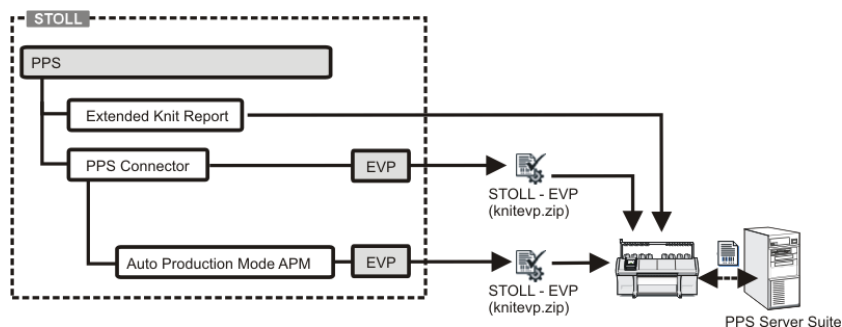 STOLL
PPS
Extended Knit Report
PPS Connector
EVP
STOLL - EVP
(knitevp.zip)
Auto Production Mode APM
EVP
STOLL - EVP
(knitevp.zip)
PPS Server Suite